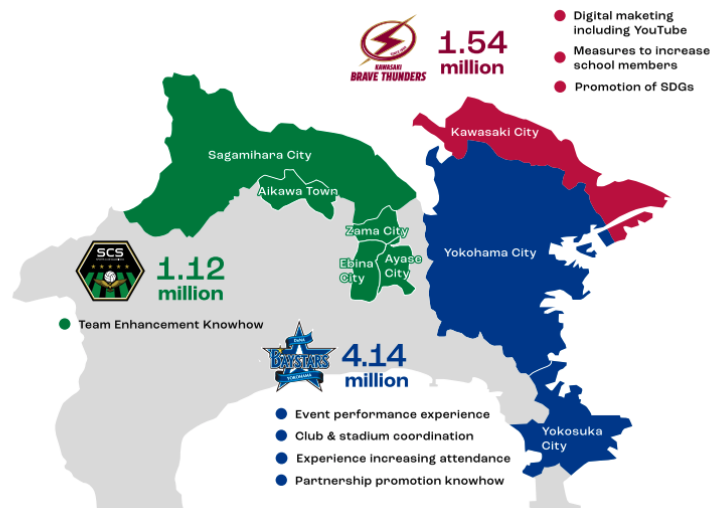 Digital maketing
including YouTube
Measures to increase
school members
Promotion of SDGs
KAWASAKI
BRAVE THUNDERS
1.54
million
Kawasaki City
Sagamihara City
Aikawa Town
Zama City
Ebina
City
Ayase
City
Yokohama City
SCS
1.12
million
Team Enhancement Knowhow
DeNA
BAYSTARS
YOKOHAMA
4.14
million
Event performance experience
Club & stadium coordination
Experience increasing attendance
Partnership promotion knowhow
Yokosuka
City